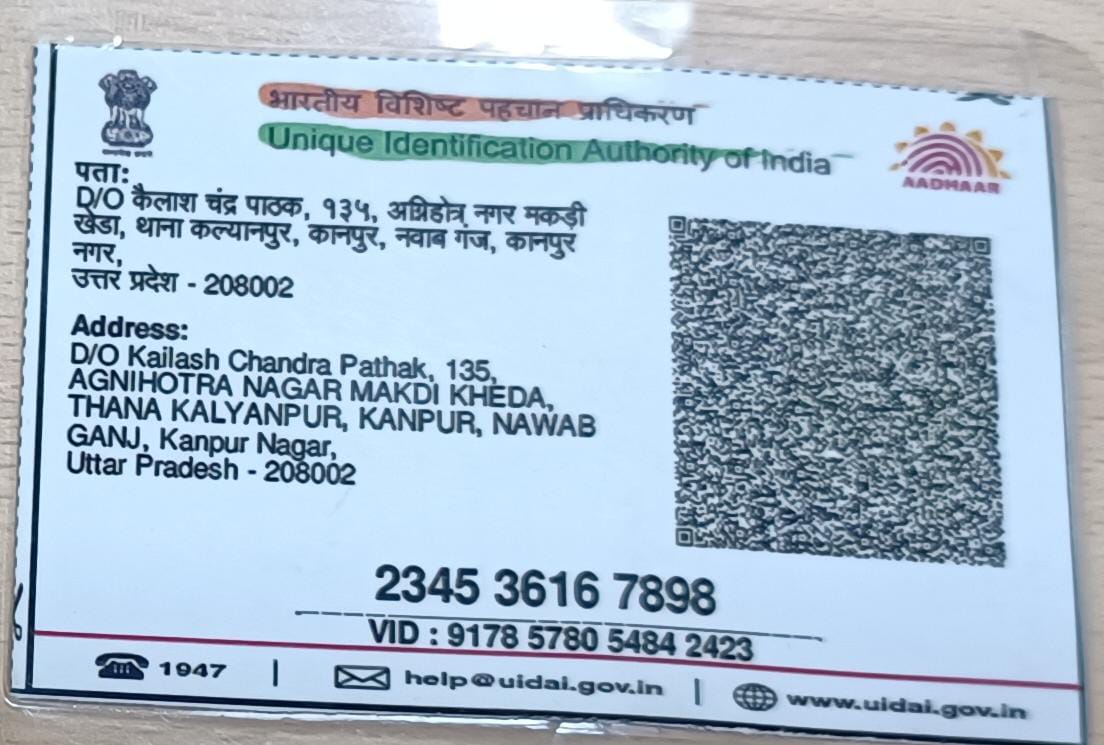 भारतीय विशिष्ट पहचान प्राधिकरण
Unique Identification Authority of India
AADHAAR
पता:
D/O कैलाश चंद्र पाठक, १३५, अग्निहोत्र नगर मकड़ी
खेडा, थाना कल्यानपुर, कानपुर, नवाब गंज, कानपुर
नगर,
उत्तर प्रदेश - 208002
Address:
D/O Kailash Chandra Pathak, 135,
AGNIHOTRA NAGAR MAKDI KHEDA,
THANA KALYANPUR, KANPUR, NAWAB
GANJ, Kanpur Nagar,
Uttar Pradesh - 208002
2345 3616 7898
VID : 9178 5780 5484 2423
1947 | help@uidai.gov.in | www.uidai.gov.in